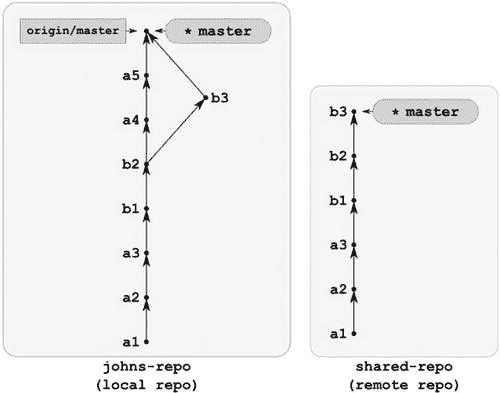 origin/master
* master
a5
b3
a4
b2
b1
a3
a2
a1
johns-repo
(local repo)
b3
* master
b2
b1
a3
a2
a1
shared-repo
(remote repo)